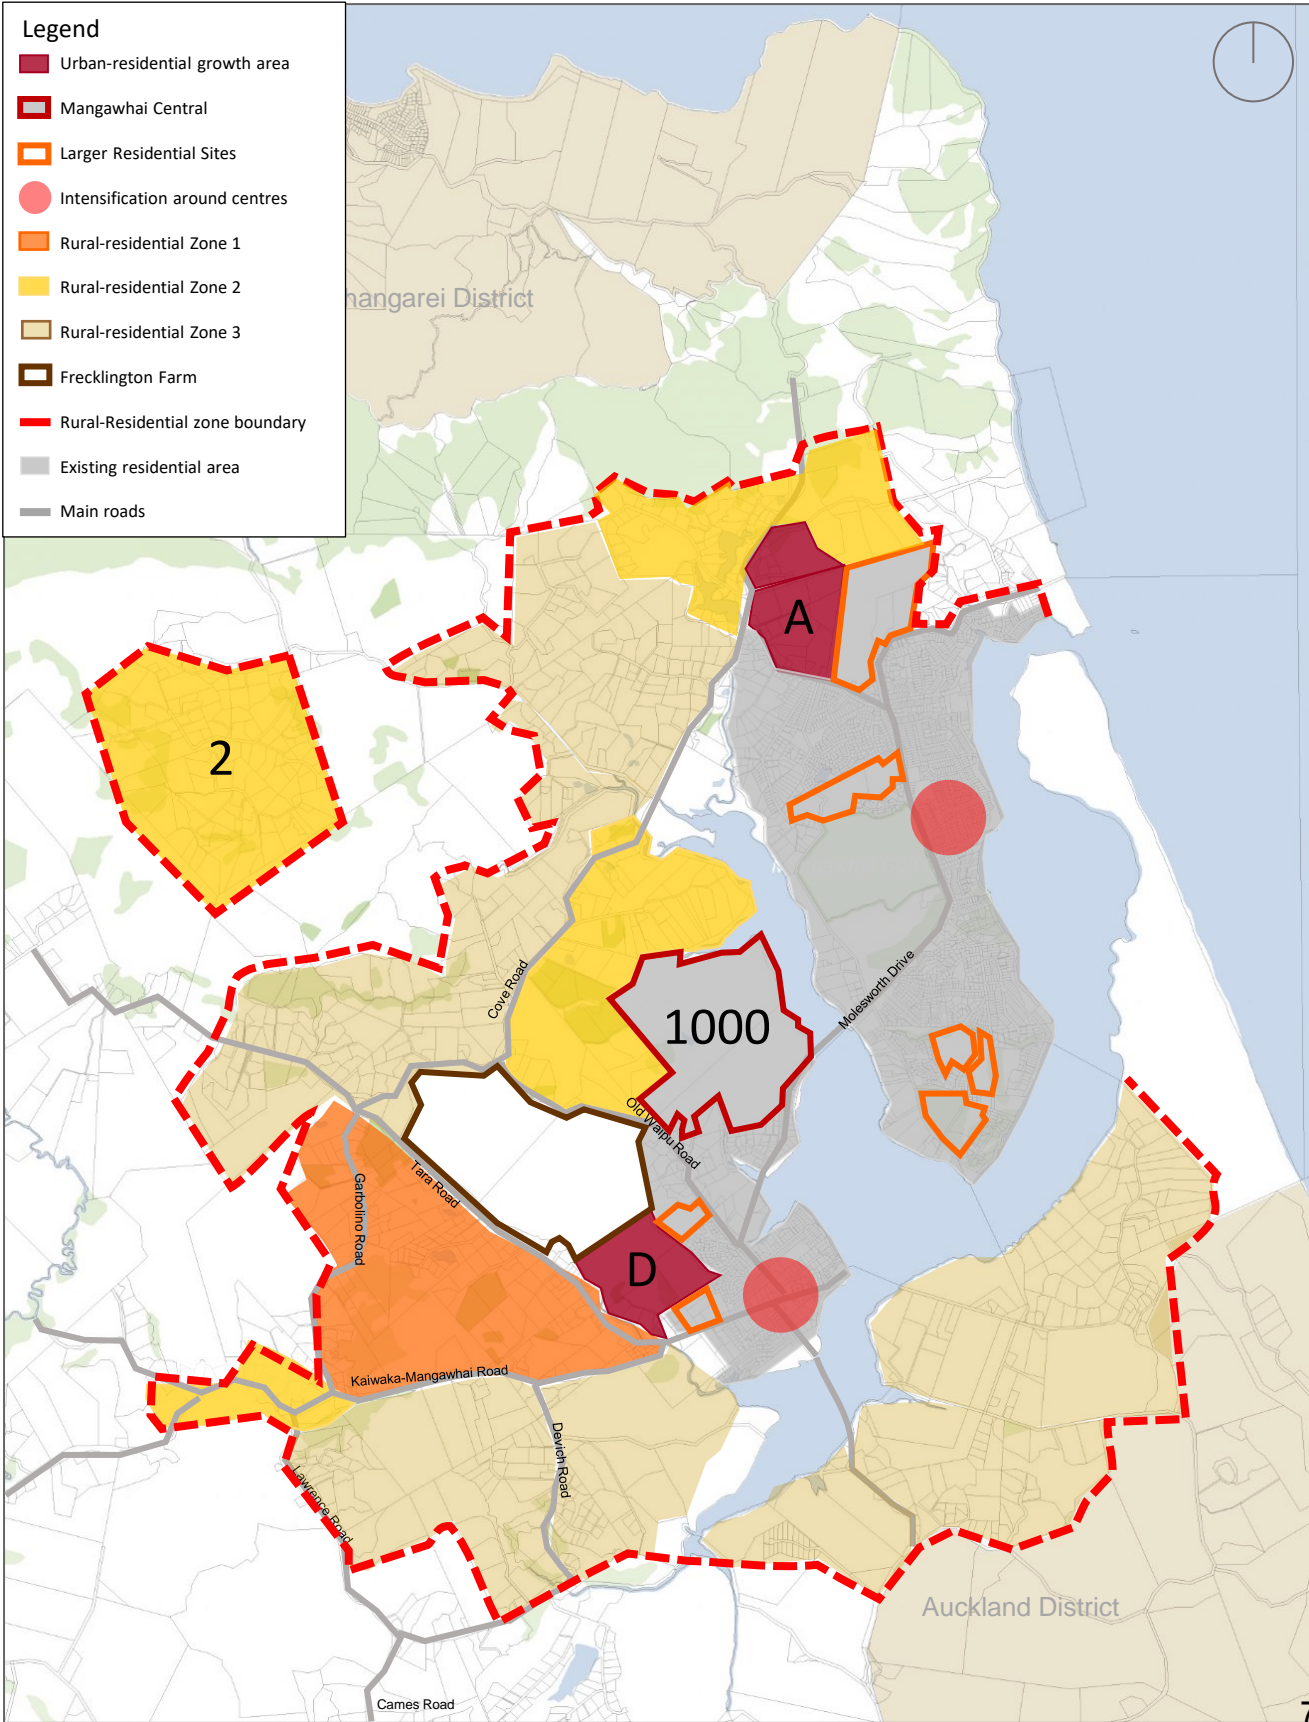 Legend
Urban-residential growth area
Mangawhai Central
Larger Residential Sites
Intensification around centres
Rural-residential Zone 1
Rural-residential Zone 2
Rural-residential Zone 3
Frecklington Farm
Rural-Residential zone boundary
Existing residential area
Main roads
hangarei District
A
2
Cove Road
Molesworth Drive
1000
Old Waipu Road
Tara Road
Garbolino Road
D
Kaiwaka-Mangawhai Road
Devich Road
Lawrence Road
Auckland District
Cames Road
7